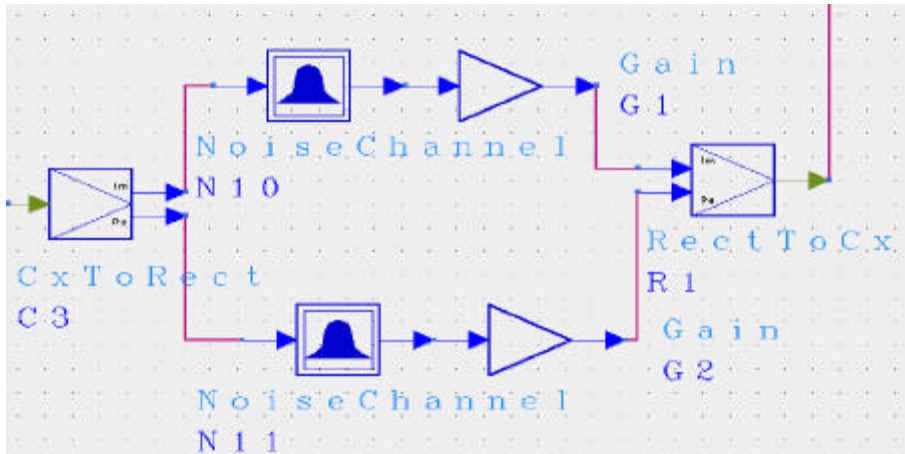 Gain
G1
NoiseChannel
N10
Im
Re
Im
Re
RectToCx
R1
CxToRect
C3
Gain
G2
NoiseChannel
N11